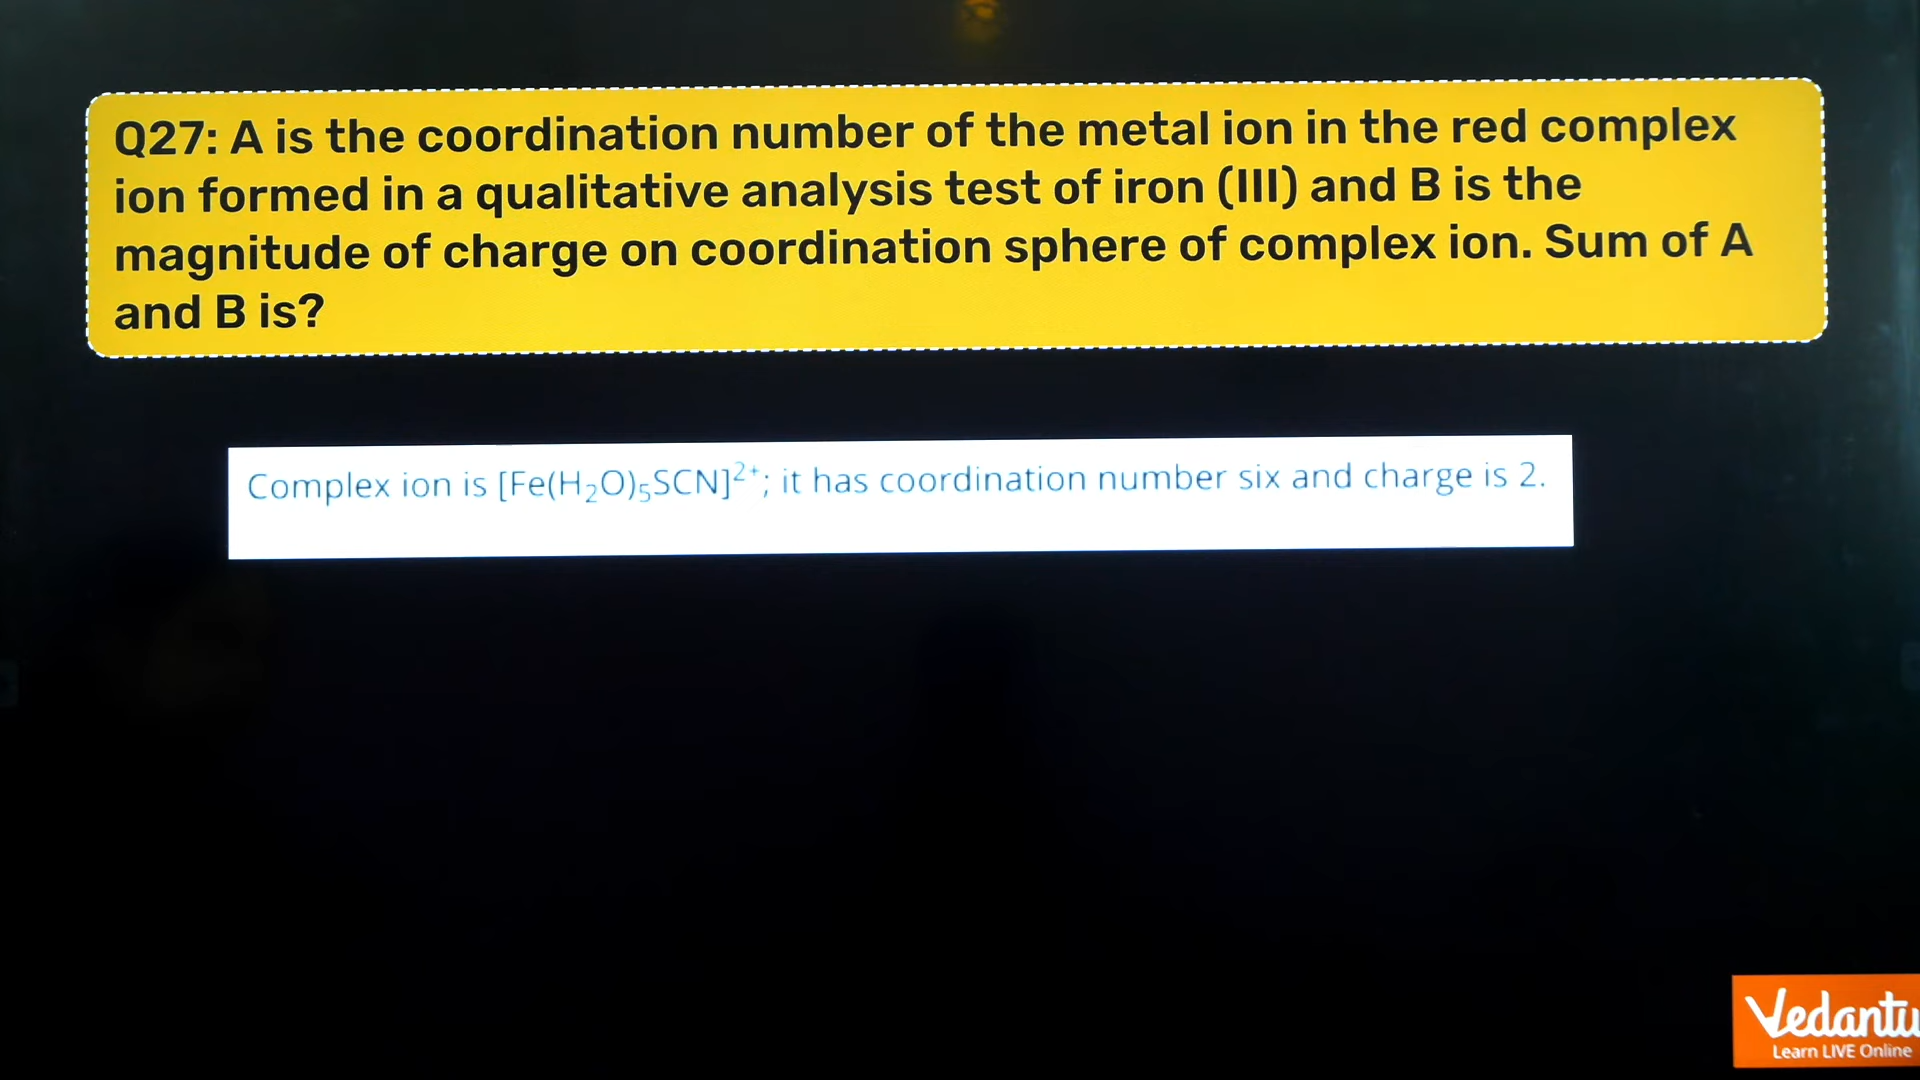 Q27: A is the coordination number of the metal ion in the red complex
ion formed in a qualitative analysis test of iron (III) and B is the
magnitude of charge on coordination sphere of complex ion. Sum of A
and B is?
Complex ion is [Fe(H₂O)₅SCN]²⁺; it has coordination number six and charge is 2.
Vedantu
Learn LIVE Online